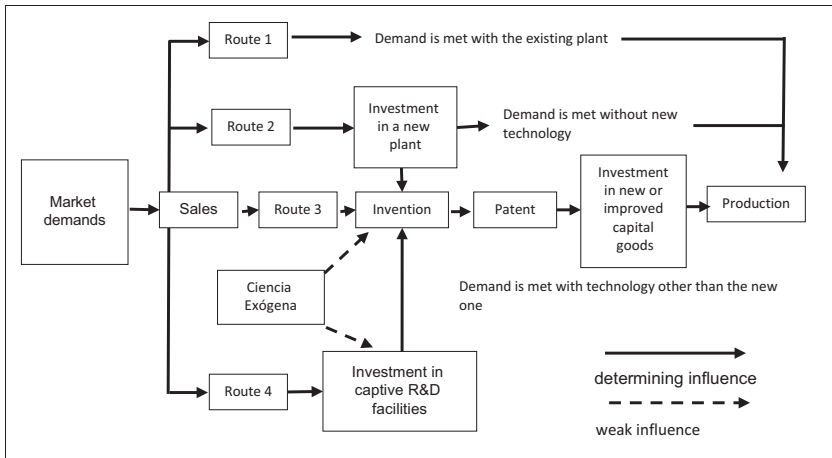 Route 1
Demand is met with the existing plant
Route 2
Investment
in a new
plant
Demand is met without new
technology
Market
demands
Sales
Route 3
Invention
Patent
Investment
in new or
improved
capital
goods
Production
Ciencia
Exógena
Demand is met with technology other than the new
one
Route 4
Investment in
captive R&D
facilities
determining influence
weak influence